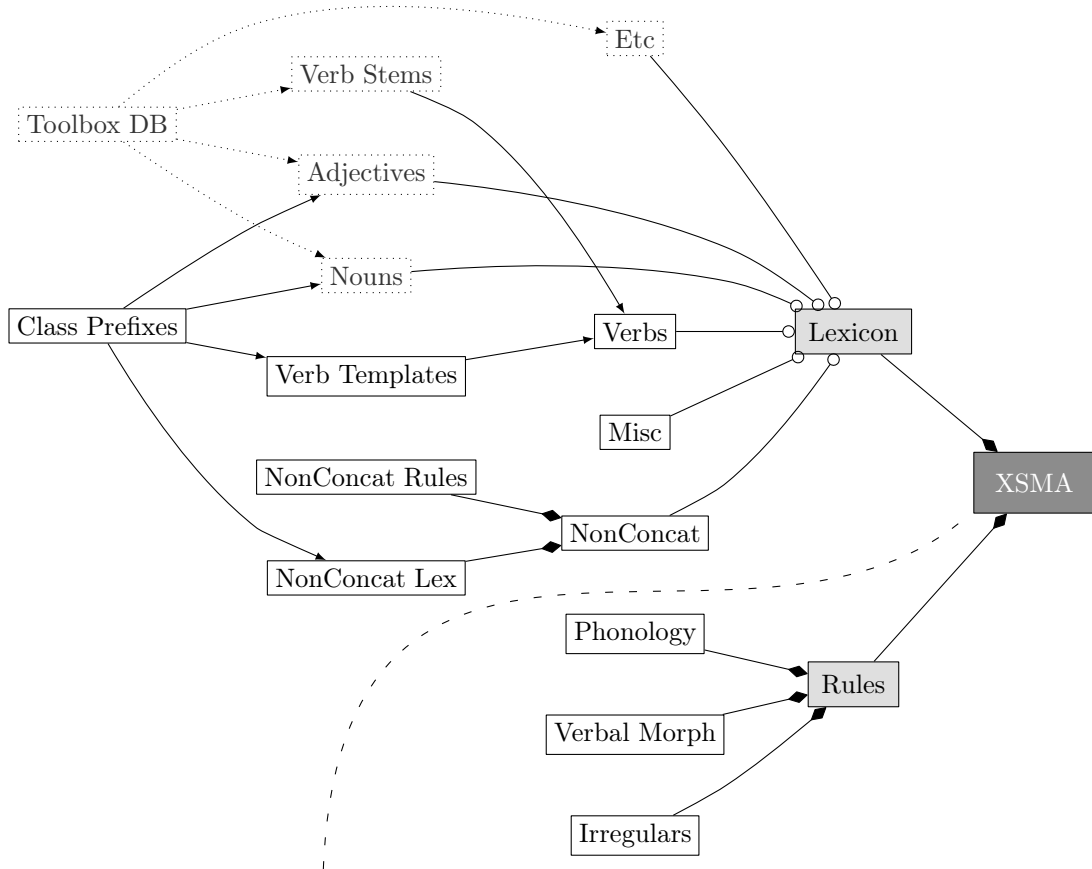 Etc
Verb Stems
Toolbox DB
Adjectives
Nouns
Class Prefixes
Verbs
Lexicon
Verb Templates
Misc
NonConcat Rules
XSMA
NonConcat
NonConcat Lex
Phonology
Rules
Verbal Morph
Irregulars